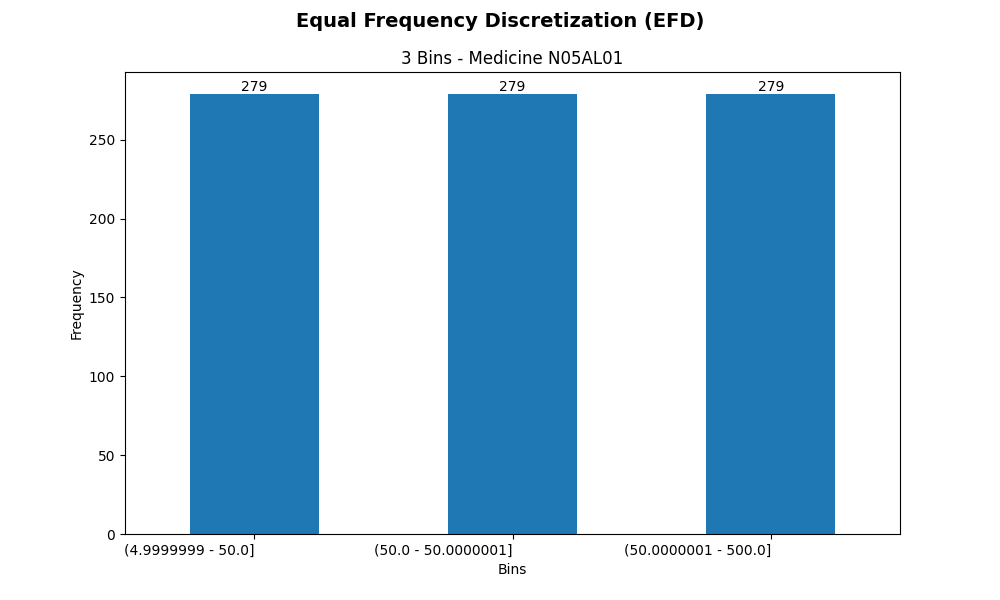 Equal Frequency Discretization (EFD)
3 Bins - Medicine N05AL01
279 279 279
250
200
150
100
50
0
Frequency
(4.9999999 - 50.0] (50.0 - 50.0000001] (50.0000001 - 500.0]
Bins